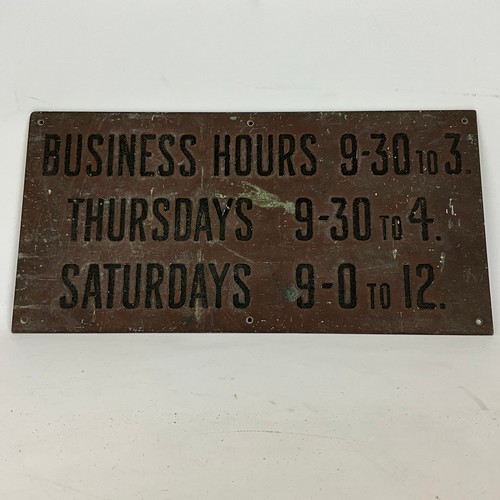 BUSINESS HOURS 9-30 TO 3.
THURSDAYS 9-30 TO 4.
SATURDAYS 9-0 TO 12.